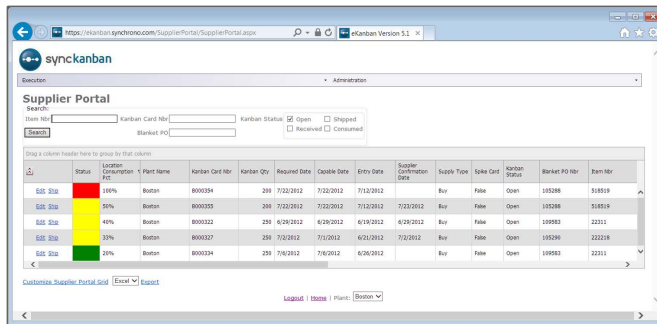 https://ekanban.synchrono.com/SupplierPortal/SupplierPortal.aspx
eKanban Version 5.1
synckanban
Execution Administration
Supplier Portal
Search:
Item Nbr Kanban Card Nbr Kanban Status Open Shipped
Search Blanket PO Received Consumed
Drag a column header here to group by that column
Status Location Consumption Pct Plant Name Kanban Card Nbr Kanban Qty Required Date Capable Date Entry Date Supplier Confirmation Date Supply Type Spike Card Kanban Status Blanket PO Nbr Item Nbr
Edit Ship 100% Boston B000354 200 7/22/2012 7/22/2012 7/12/2012 Buy False Open 105288 518519
Edit Ship 50% Boston B000355 200 7/22/2012 7/22/2012 7/12/2012 7/23/2012 Buy False Open 105288 518519
Edit Ship 40% Boston B000322 250 6/29/2012 6/29/2012 6/19/2012 6/29/2012 Buy False Open 109583 22311
Edit Ship 33% Boston B000327 250 7/2/2012 7/1/2012 6/21/2012 7/2/2012 Buy False Open 105290 222218
Edit Ship 20% Boston B000334 250 7/6/2012 7/6/2012 6/26/2012 Buy False Open 109583 22311
Customize Supplier Portal Grid Excel Export
Logout | Home | Plant: Boston